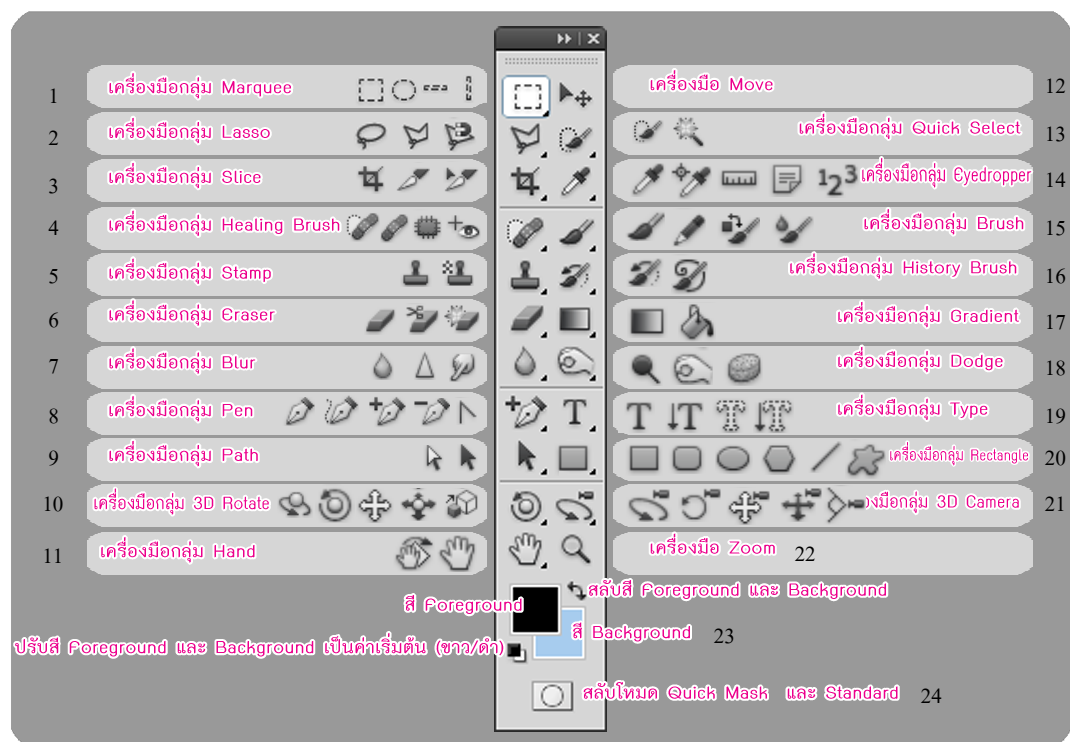 1 เครื่องมือกลุ่ม Marquee
2 เครื่องมือกลุ่ม Lasso
3 เครื่องมือกลุ่ม Slice
4 เครื่องมือกลุ่ม Healing Brush
5 เครื่องมือกลุ่ม Stamp
6 เครื่องมือกลุ่ม Eraser
7 เครื่องมือกลุ่ม Blur
8 เครื่องมือกลุ่ม Pen
9 เครื่องมือกลุ่ม Path
10 เครื่องมือกลุ่ม 3D Rotate
11 เครื่องมือกลุ่ม Hand
เครื่องมือ Move 12
เครื่องมือกลุ่ม Quick Select 13
เครื่องมือกลุ่ม Eyedropper 14
เครื่องมือกลุ่ม Brush 15
เครื่องมือกลุ่ม History Brush 16
เครื่องมือกลุ่ม Gradient 17
เครื่องมือกลุ่ม Dodge 18
เครื่องมือกลุ่ม Type 19
เครื่องมือกลุ่ม Rectangle 20
องมือกลุ่ม 3D Camera 21
เครื่องมือ Zoom 22
สลับสี Foreground และ Background
สี Foreground
สี Background 23
ปรับสี Foreground และ Background เป็นค่าเริ่มต้น (ขาว/ดำ)
สลับโหมด Quick Mask และ Standard 24